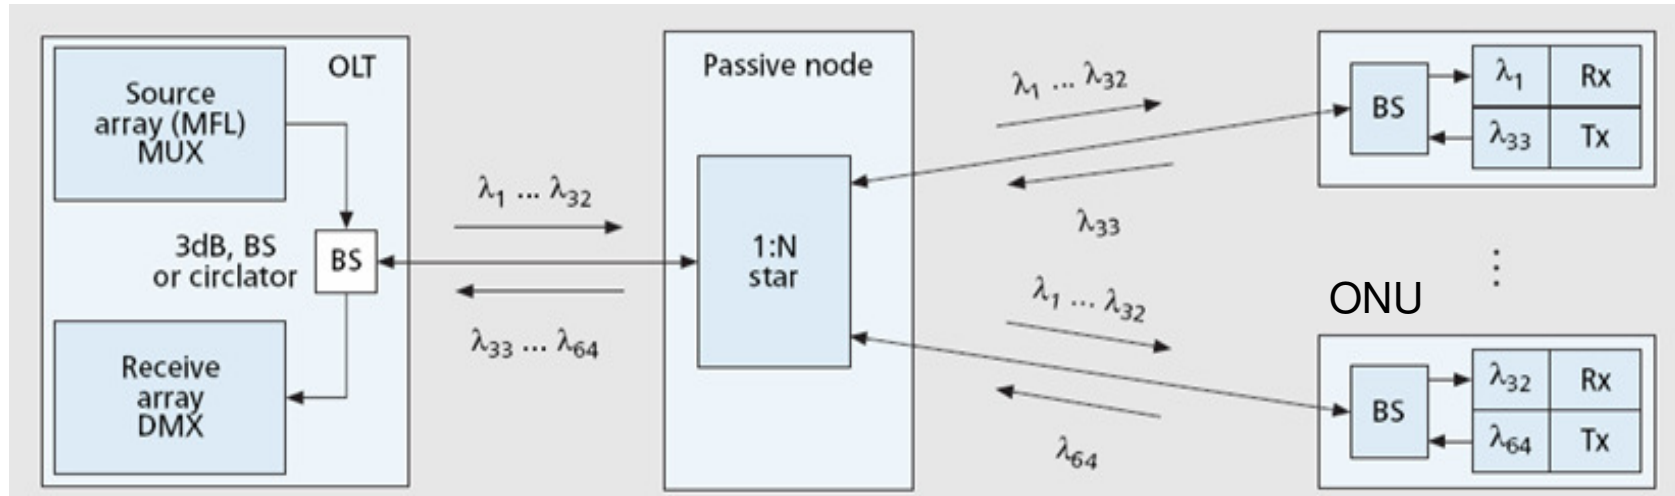 OLT
Source
array (MFL)
MUX
3dB, BS
or circlator
BS
Receive
array
DMX
λ1 ... λ32
λ33 ... λ64
Passive node
1:N
star
λ1 ... λ32
λ33
λ1 ... λ32
λ64
BS
λ1 Rx
λ33 Tx
⋮
ONU
BS
λ32 Rx
λ64 Tx